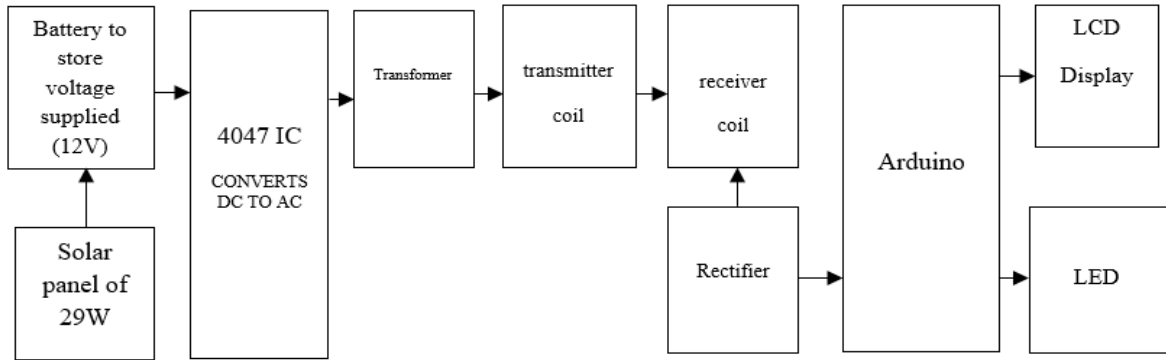 Battery to
store
voltage
supplied
(12V)
Solar
panel of
29W
4047 IC
CONVERTS
DC TO AC
Transformer
transmitter
coil
receiver
coil
Rectifier
Arduino
LCD
Display
LED